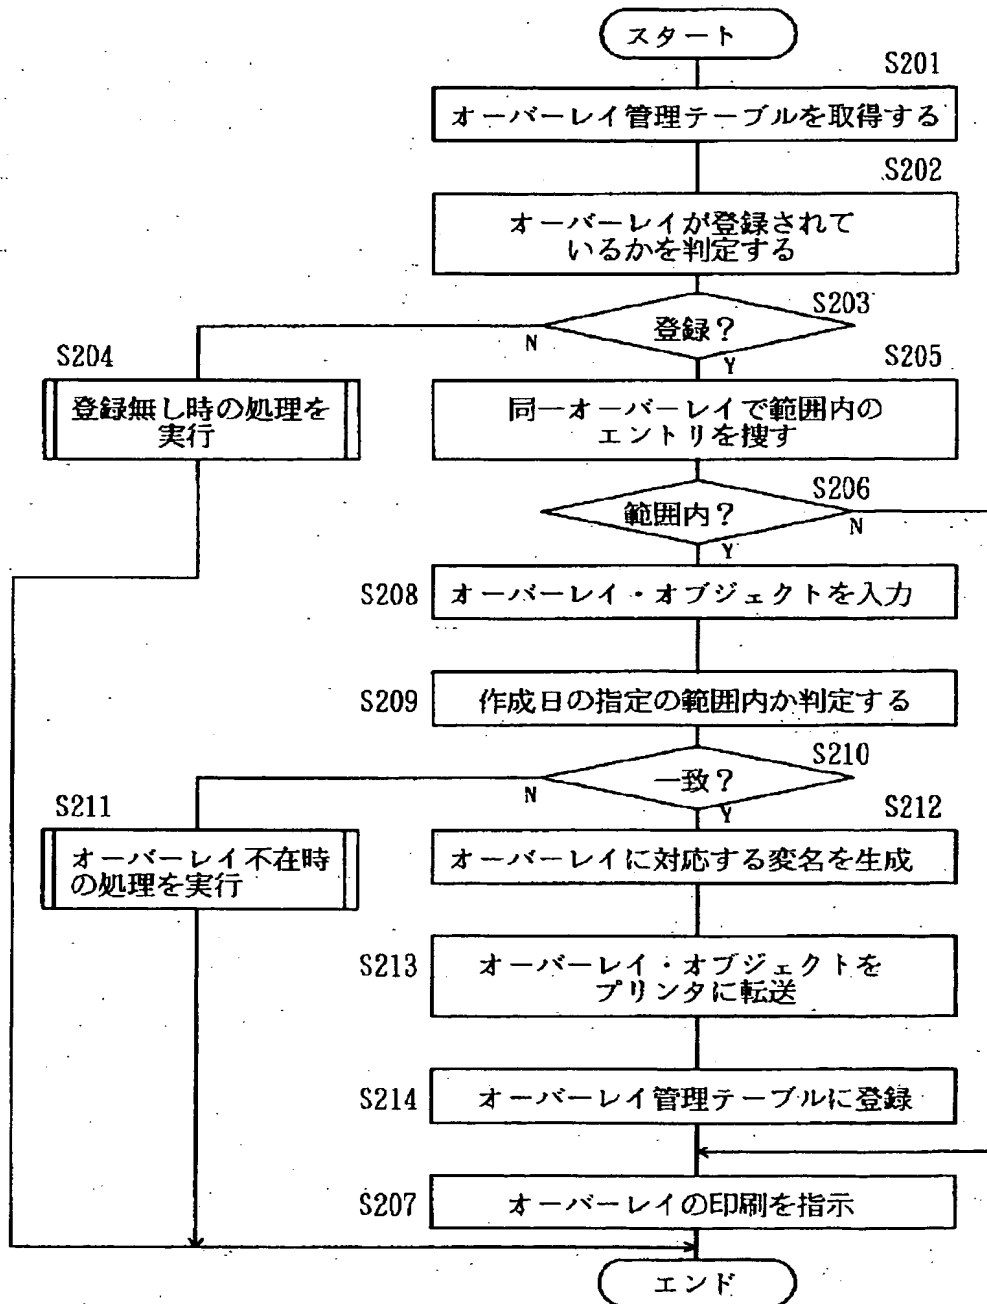 スタート
S201
オーバーレイ管理テーブルを取得する
S202
オーバーレイが登録されて
いるかを判定する
S203
登録?
N
Y
S204
登録無し時の処理を
実行
S205
同一オーバーレイで範囲内の
エントリを捜す
S206
範囲内?
N
Y
S208
オーバーレイ・オブジェクトを入力
S209
作成日の指定の範囲内か判定する
S210
一致?
N
Y
S211
オーバーレイ不在時
の処理を実行
S212
オーバーレイに対応する変名を生成
S213
オーバーレイ・オブジェクトを
プリンタに転送
S214
オーバーレイ管理テーブルに登録
S207
オーバーレイの印刷を指示
エンド